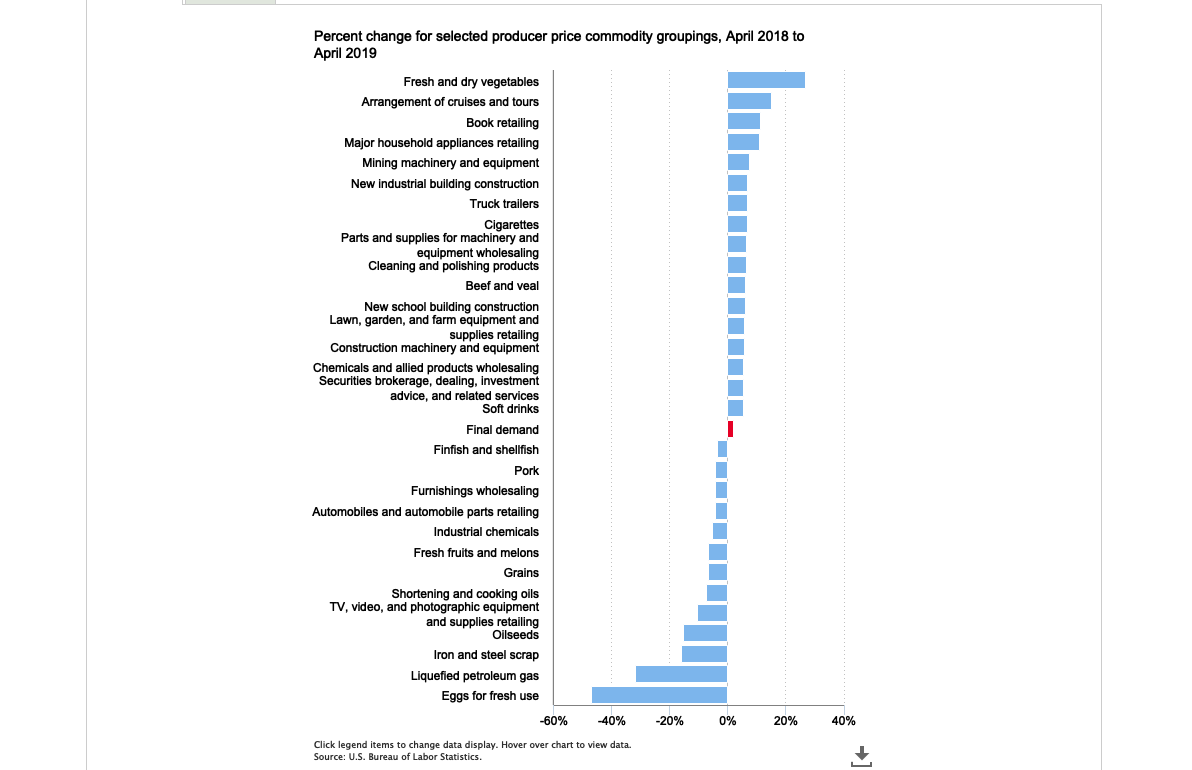 Percent change for selected producer price commodity groupings, April 2018 to
April 2019
Fresh and dry vegetables
Arrangement of cruises and tours
Book retailing
Major household appliances retailing
Mining machinery and equipment
New industrial building construction
Truck trailers
Cigarettes
Parts and supplies for machinery and
equipment wholesaling
Cleaning and polishing products
Beef and veal
New school building construction
Lawn, garden, and farm equipment and
supplies retailing
Construction machinery and equipment
Chemicals and allied products wholesaling
Securities brokerage, dealing, investment
advice, and related services
Soft drinks
Final demand
Finfish and shellfish
Pork
Furnishings wholesaling
Automobiles and automobile parts retailing
Industrial chemicals
Fresh fruits and melons
Grains
Shortening and cooking oils
TV, video, and photographic equipment
and supplies retailing
Oilseeds
Iron and steel scrap
Liquefied petroleum gas
Eggs for fresh use
-60% -40% -20% 0% 20% 40%
Click legend items to change data display. Hover over chart to view data.
Source: U.S. Bureau of Labor Statistics.